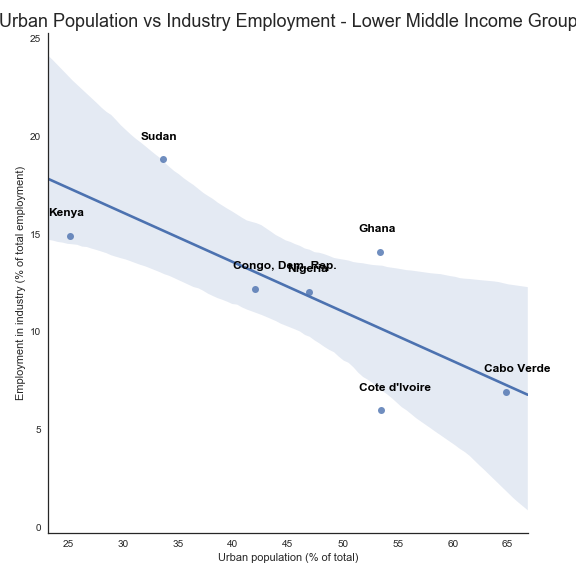 Urban Population vs Industry Employment - Lower Middle Income Group
25
20
15
10
5
0
Employment in industry (% of total employment)
Sudan
Kenya
Ghana
Congo, Dem. Rep.
Nigeria
Cabo Verde
Cote d'Ivoire
25 30 35 40 45 50 55 60 65
Urban population (% of total)